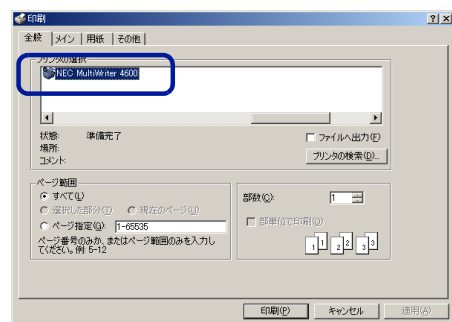 印刷
全般 メイン 用紙 その他
プリンタの選択
NEC MultiWriter 4600
状態: 準備完了
場所:
コメント:
ファイルへ出力(F)
プリンタの検索(D)...
ページ範囲
すべて(L)
選択した部分(T) 現在のページ(U)
ページ指定(G): 1-65535
ページ番号のみか、またはページ範囲のみを入力し
てください。例: 5-12
部数(C): 1
部単位で印刷(O)
1 1 2 2 3 3
印刷(P) キャンセル 適用(A)